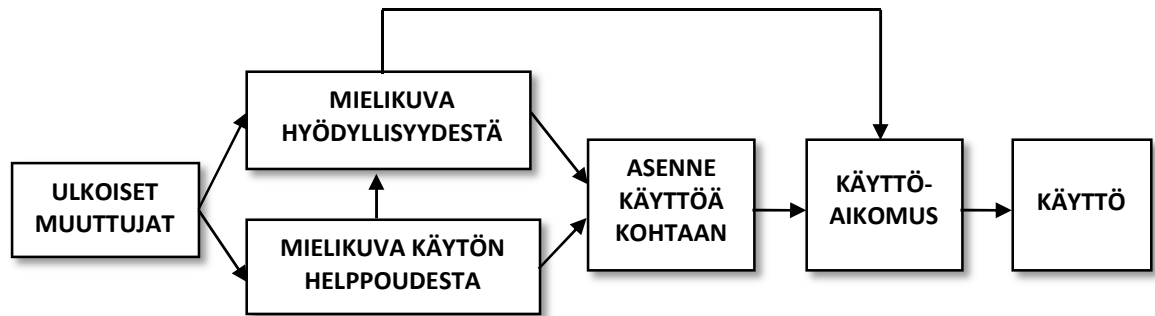 MIELIKUVA
HYÖDYLLISYYDESTÄ
ULKOISET
MUUTTUJAT
MIELIKUVA KÄYTÖN
HELPPOUDESTA
ASENNE
KÄYTTÖÄ
KOHTAAN
KÄYTTÖ-
AIKOMUS
KÄYTTÖ